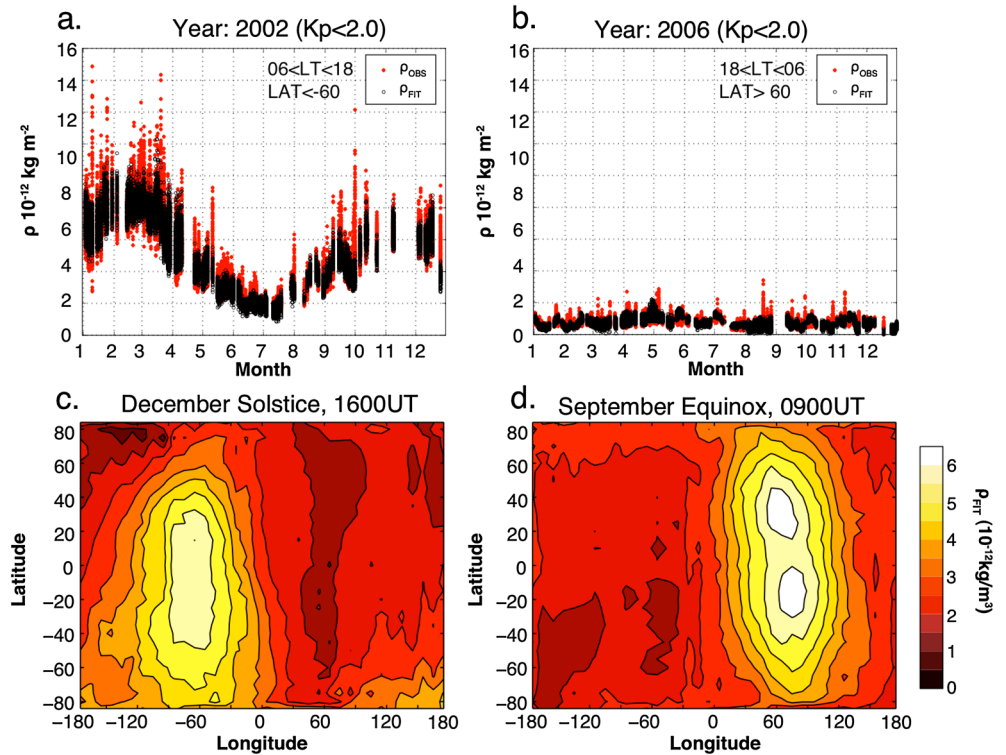 a. Year: 2002 (Kp<2.0)
16
14
12
10
8
6
4
2
0
ρ 10⁻¹² kg m⁻²
06<LT<18
LAT<-60
ρOBS
ρFIT
1 2 3 4 5 6 7 8 9 10 11 12
Month
b. Year: 2006 (Kp<2.0)
16
14
12
10
8
6
4
2
0
ρ 10⁻¹² kg m⁻²
18<LT<06
LAT> 60
ρOBS
ρFIT
1 2 3 4 5 6 7 8 9 10 11 12
Month
c. December Solstice, 1600UT
80
60
40
20
0
−20
−40
−60
−80
Latitude
-180 -120 -60 0 60 120 180
Longitude
d. September Equinox, 0900UT
80
60
40
20
0
−20
−40
−60
−80
Latitude
−180 −120 −60 0 60 120 180
Longitude
6
5
4
3
2
1
0
ρFIT (10⁻¹²kg/m³)